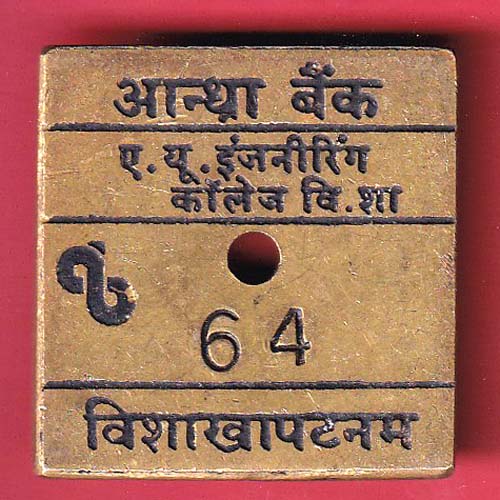 आन्ध्रा बैंक
ए.यू.इंजनीरिंग
कॉलेज वि.शा
64
विशाखापटनम